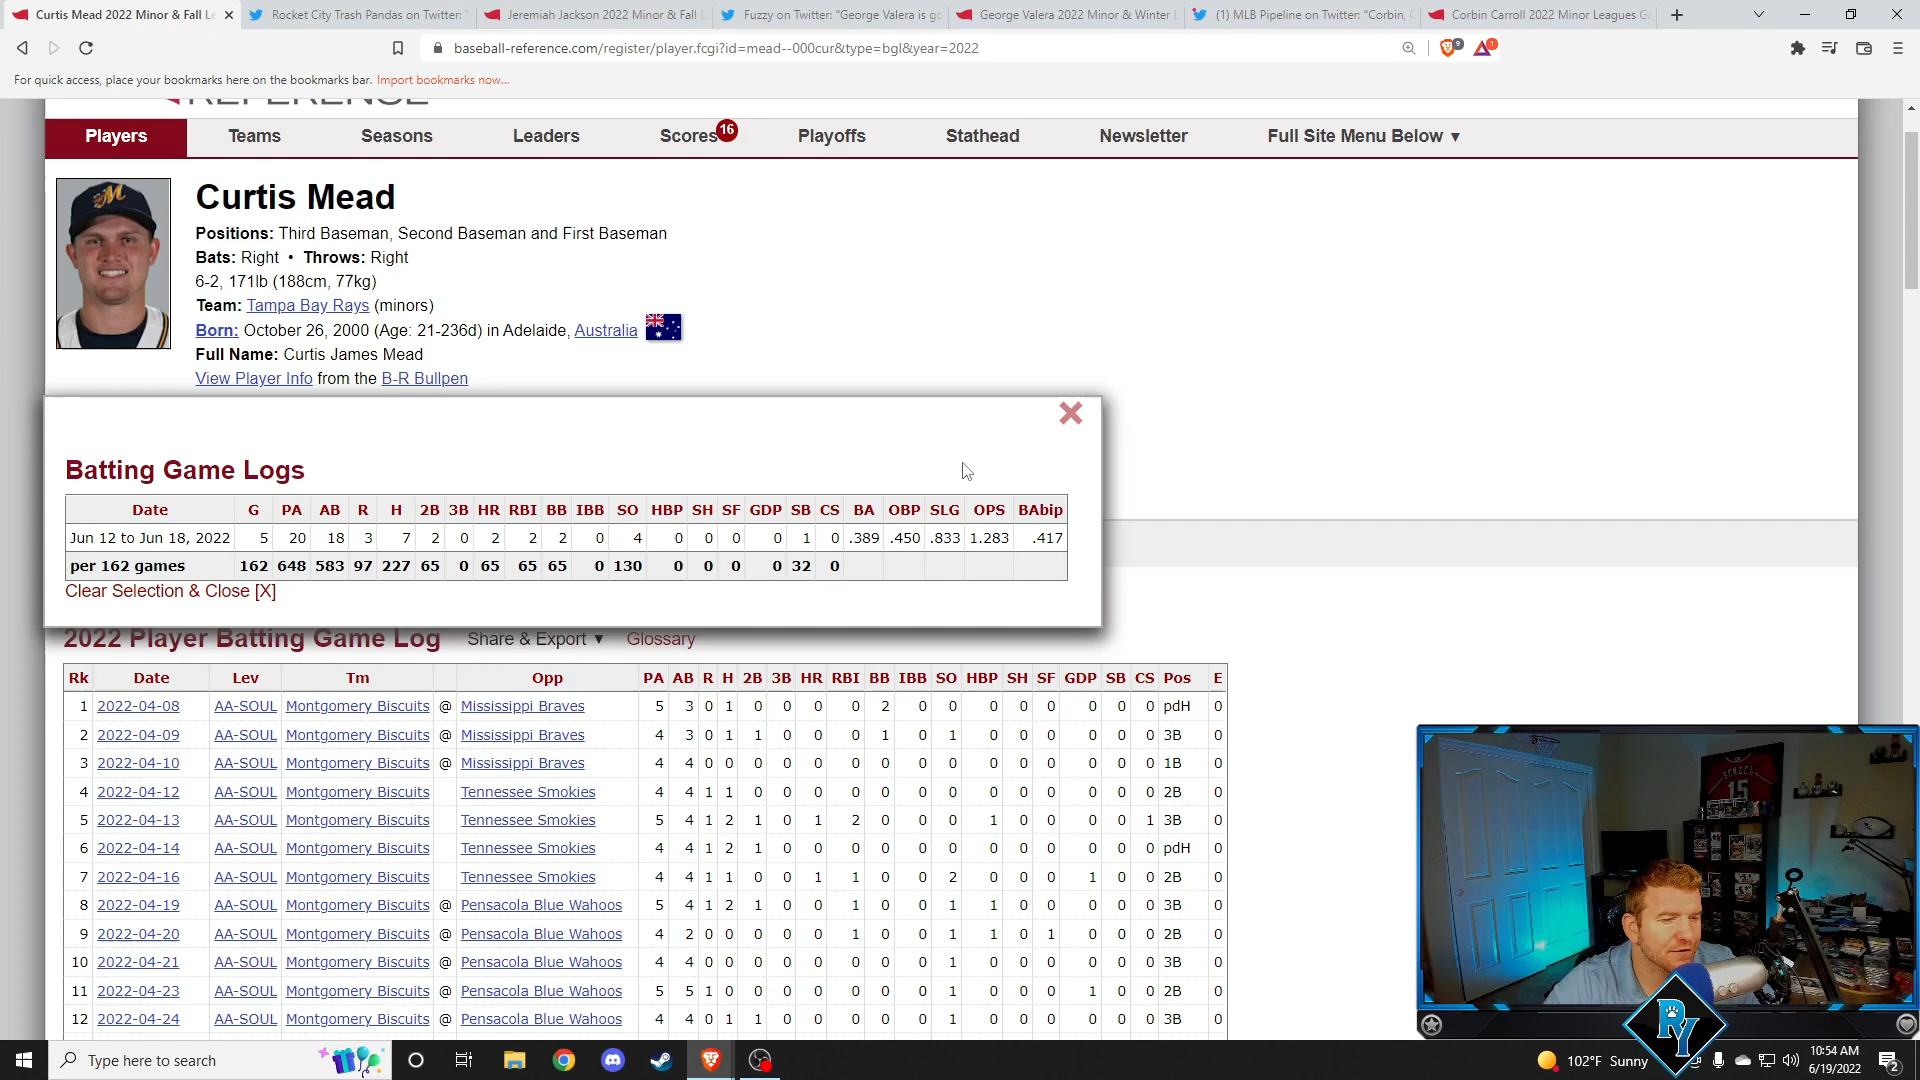 Curtis Mead 2022 Minor & Fall Le
Rocket City Trash Pandas on Twitter: "
Jeremiah Jackson 2022 Minor & Fall L
Fuzzy on Twitter: "George Valera is go
George Valera 2022 Minor & Winter L
(1) MLB Pipeline on Twitter: "Corbin, C
Corbin Carroll 2022 Minor Leagues Ga
baseball-reference.com/register/player.fcgi?id=mead--000cur&type=bgl&year=2022
9
1
For quick access, place your bookmarks here on the bookmarks bar. Import bookmarks now...
REFERENCE
Players Teams Seasons Leaders Scores 16 Playoffs Stathead Newsletter Full Site Menu Below ▼
Curtis Mead
Positions: Third Baseman, Second Baseman and First Baseman
Bats: Right • Throws: Right
6-2, 171lb (188cm, 77kg)
Team: Tampa Bay Rays (minors)
Born: October 26, 2000 (Age: 21-236d) in Adelaide, Australia
Full Name: Curtis James Mead
View Player Info from the B-R Bullpen
Batting Game Logs
Date G PA AB R H 2B 3B HR RBI BB IBB SO HBP SH SF GDP SB CS BA OBP SLG OPS BAbip
Jun 12 to Jun 18, 2022 5 20 18 3 7 2 0 2 2 2 0 4 0 0 0 0 1 0 .389 .450 .833 1.283 .417
per 162 games 162 648 583 97 227 65 0 65 65 65 0 130 0 0 0 0 32 0
Clear Selection & Close [X]
2022 Player Batting Game Log Share & Export ▼ Glossary
Rk Date Lev Tm Opp PA AB R H 2B 3B HR RBI BB IBB SO HBP SH SF GDP SB CS Pos E
1 2022-04-08 AA-SOUL Montgomery Biscuits @ Mississippi Braves 5 3 0 1 0 0 0 0 2 0 0 0 0 0 0 0 0 pdH 0
2 2022-04-09 AA-SOUL Montgomery Biscuits @ Mississippi Braves 4 3 0 1 1 0 0 0 1 0 1 0 0 0 0 0 0 3B 0
3 2022-04-10 AA-SOUL Montgomery Biscuits @ Mississippi Braves 4 4 0 0 0 0 0 0 0 0 0 0 0 0 0 0 0 1B 0
4 2022-04-12 AA-SOUL Montgomery Biscuits Tennessee Smokies 4 4 1 1 0 0 0 0 0 0 0 0 0 0 0 0 0 2B 0
5 2022-04-13 AA-SOUL Montgomery Biscuits Tennessee Smokies 5 4 1 2 1 0 1 2 0 0 0 1 0 0 0 0 1 3B 0
6 2022-04-14 AA-SOUL Montgomery Biscuits Tennessee Smokies 4 4 1 2 1 0 0 0 0 0 0 0 0 0 0 0 0 pdH 0
7 2022-04-16 AA-SOUL Montgomery Biscuits Tennessee Smokies 4 4 1 1 0 0 1 1 0 0 2 0 0 0 1 0 0 2B 0
8 2022-04-19 AA-SOUL Montgomery Biscuits @ Pensacola Blue Wahoos 5 4 1 2 1 0 0 1 0 0 1 1 0 0 0 0 0 3B 0
9 2022-04-20 AA-SOUL Montgomery Biscuits @ Pensacola Blue Wahoos 4 2 0 0 0 0 0 1 0 0 1 1 0 1 0 0 0 2B 0
10 2022-04-21 AA-SOUL Montgomery Biscuits @ Pensacola Blue Wahoos 4 4 0 0 0 0 0 0 0 0 1 0 0 0 0 0 0 3B 0
11 2022-04-23 AA-SOUL Montgomery Biscuits @ Pensacola Blue Wahoos 5 5 1 0 0 0 0 0 0 0 1 0 0 0 1 0 0 2B 0
12 2022-04-24 AA-SOUL Montgomery Biscuits @ Pensacola Blue Wahoos 4 4 0 1 1 0 0 0 0 0 1 0 0 0 0 0 0 3B 0
SENZEL
15
RY
Type here to search
102°F Sunny
10:54 AM
6/19/2022
2